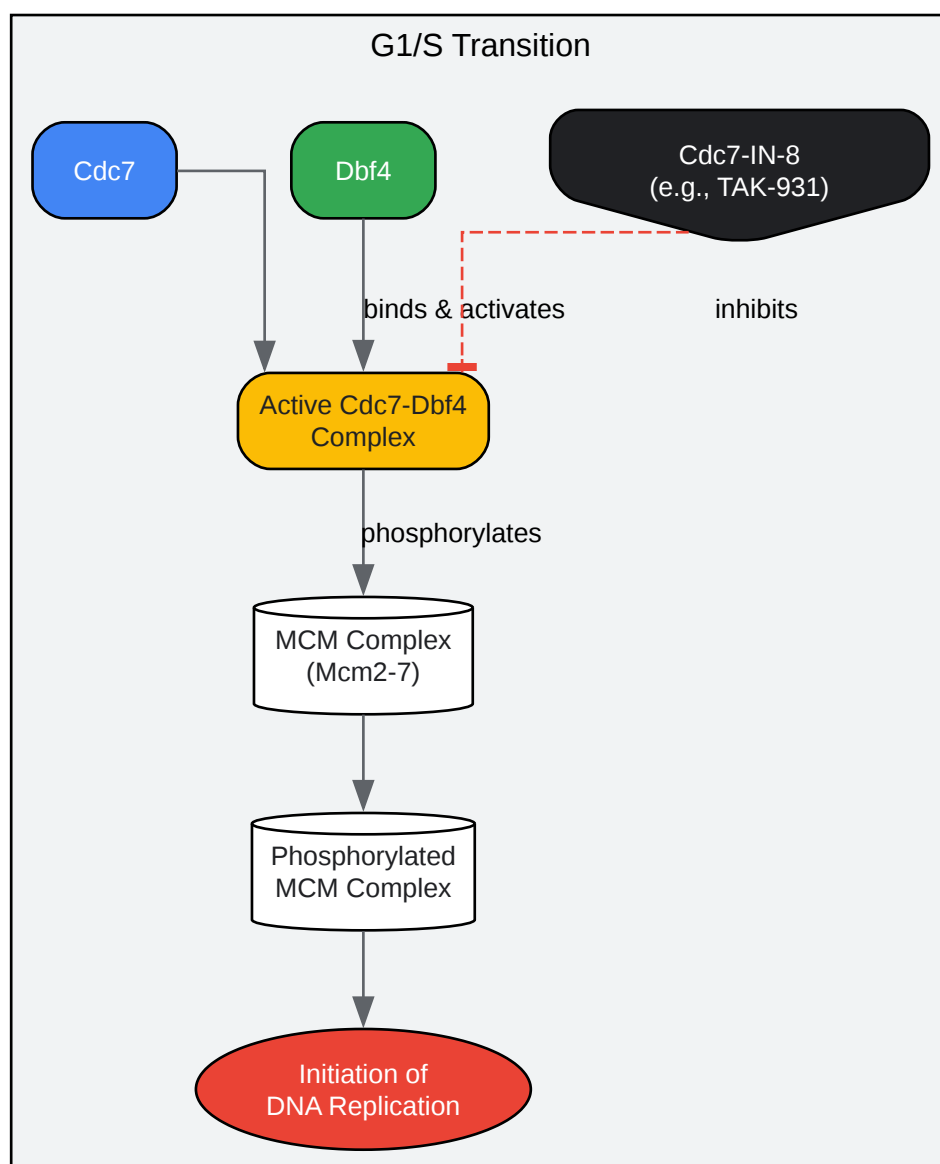 G1/S Transition
Cdc7
Dbf4
Cdc7-IN-8
(e.g., TAK-931)
binds & activates
inhibits
Active Cdc7-Dbf4
Complex
phosphorylates
MCM Complex
(Mcm2-7)
Phosphorylated
MCM Complex
Initiation of
DNA Replication